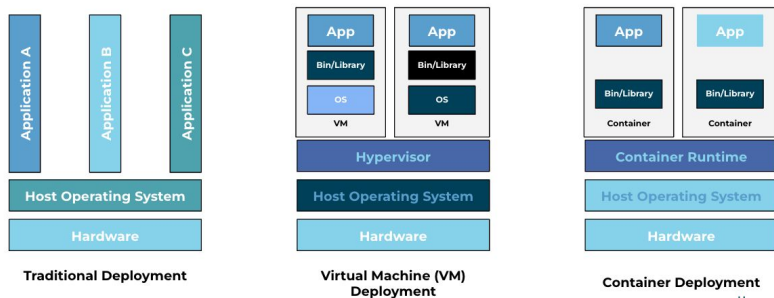 Application A
Application B
Application C
Host Operating System
Hardware
Traditional Deployment
App
Bin/Library
OS
VM
App
Bin/Library
OS
VM
Hypervisor
Host Operating System
Hardware
Virtual Machine (VM)
Deployment
App
Bin/Library
Container
App
Bin/Library
Container
Container Runtime
Host Operating System
Hardware
Container Deployment